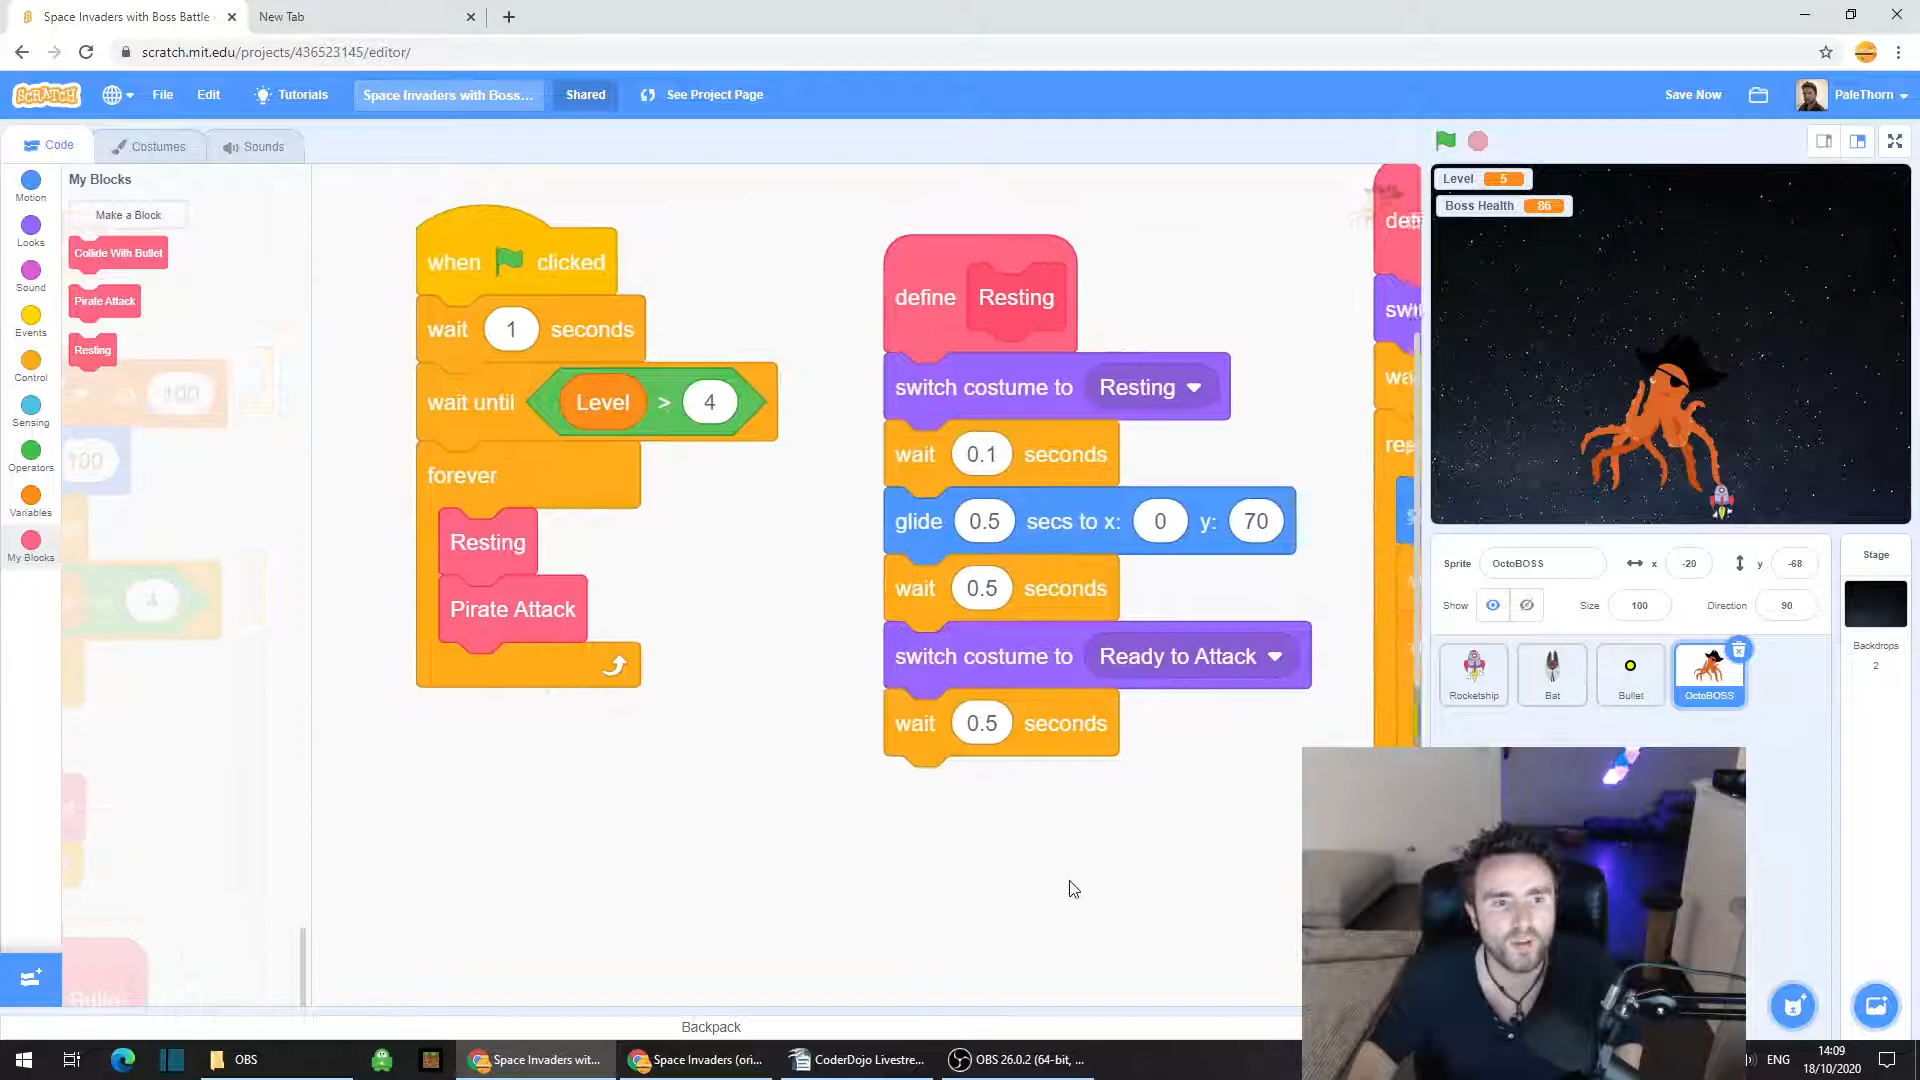 Space Invaders with Boss Battle
New Tab
scratch.mit.edu/projects/436523145/editor/
SCRATCH
File
Edit
Tutorials
Space Invaders with Boss...
Shared
See Project Page
Save Now
PaleThorn
Code
Costumes
Sounds
Motion
Looks
Sound
Events
Control
Sensing
Operators
Variables
My Blocks
My Blocks
Make a Block
Collide With Bullet
Pirate Attack
Resting
100
100
4
when clicked
wait 1 seconds
wait until Level > 4
forever
Resting
Pirate Attack
define Resting
switch costume to Resting
wait 0.1 seconds
glide 0.5 secs to x: 0 y: 70
wait 0.5 seconds
switch costume to Ready to Attack
wait 0.5 seconds
Level 5
Boss Health 86
Sprite OctoBOSS x -20 y -68
Show Size 100 Direction 90
Rocketship
Bat
Bullet
OctoBOSS
Stage
Backdrops
2
Backpack
OBS
Space Invaders wit...
Space Invaders (ori...
CoderDojo Livestre...
OBS 26.0.2 (64-bit, ...
ENG
14:09
18/10/2020